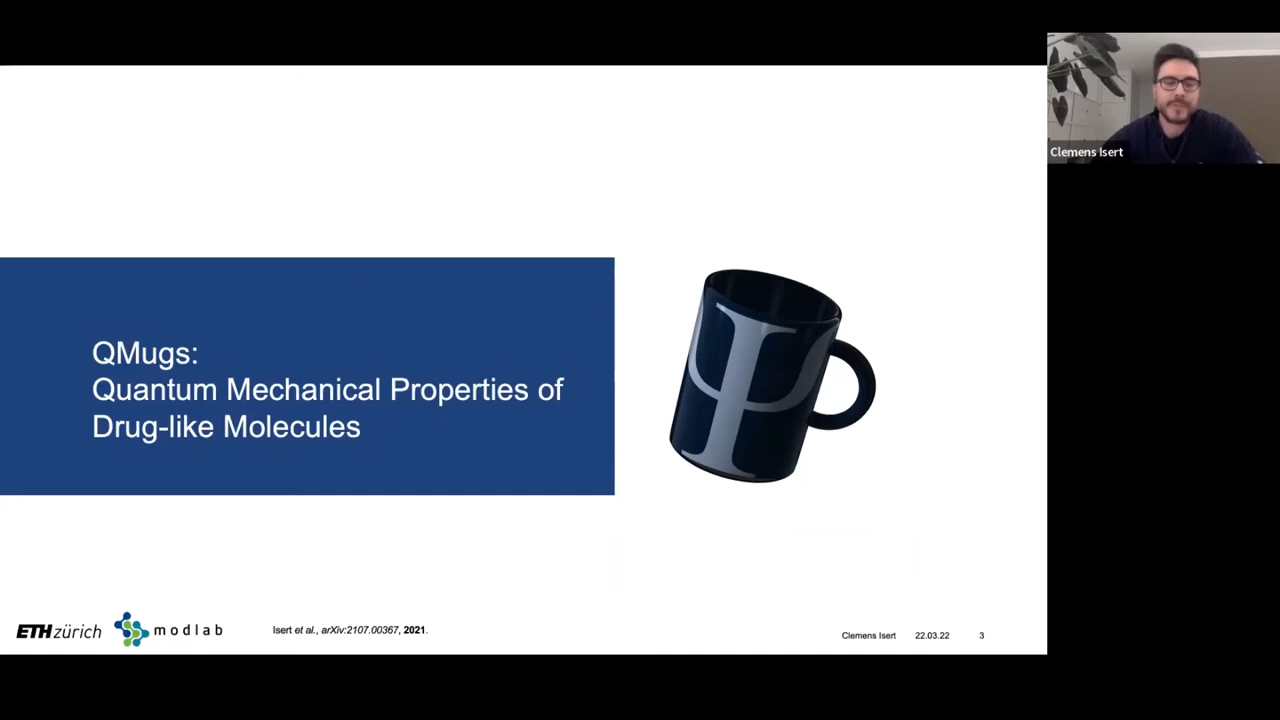 Clemens Isert
QMugs:
Quantum Mechanical Properties of
Drug-like Molecules
Ψ
ETH zürich
modlab
Isert et al., arXiv:2107.00367, 2021.
Clemens Isert 22.03.22 3